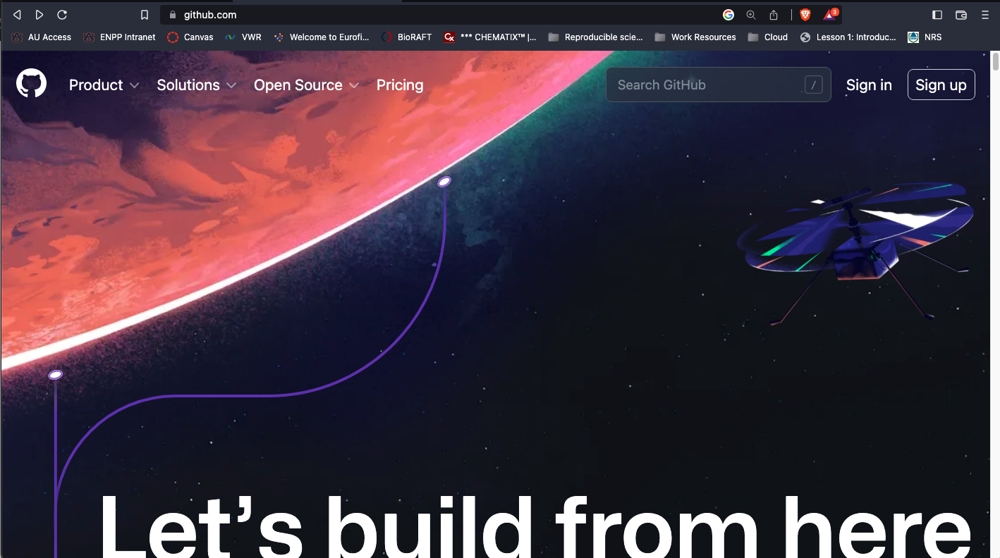 github.com
3
AU Access ENPP Intranet Canvas VWR Welcome to Eurofi... BioRAFT Cx *** CHEMATIX™ |... Reproducible scie... Work Resources Cloud Lesson 1: Introduc... NRS
Product Solutions Open Source Pricing Search GitHub / Sign in Sign up
Let’s build from here